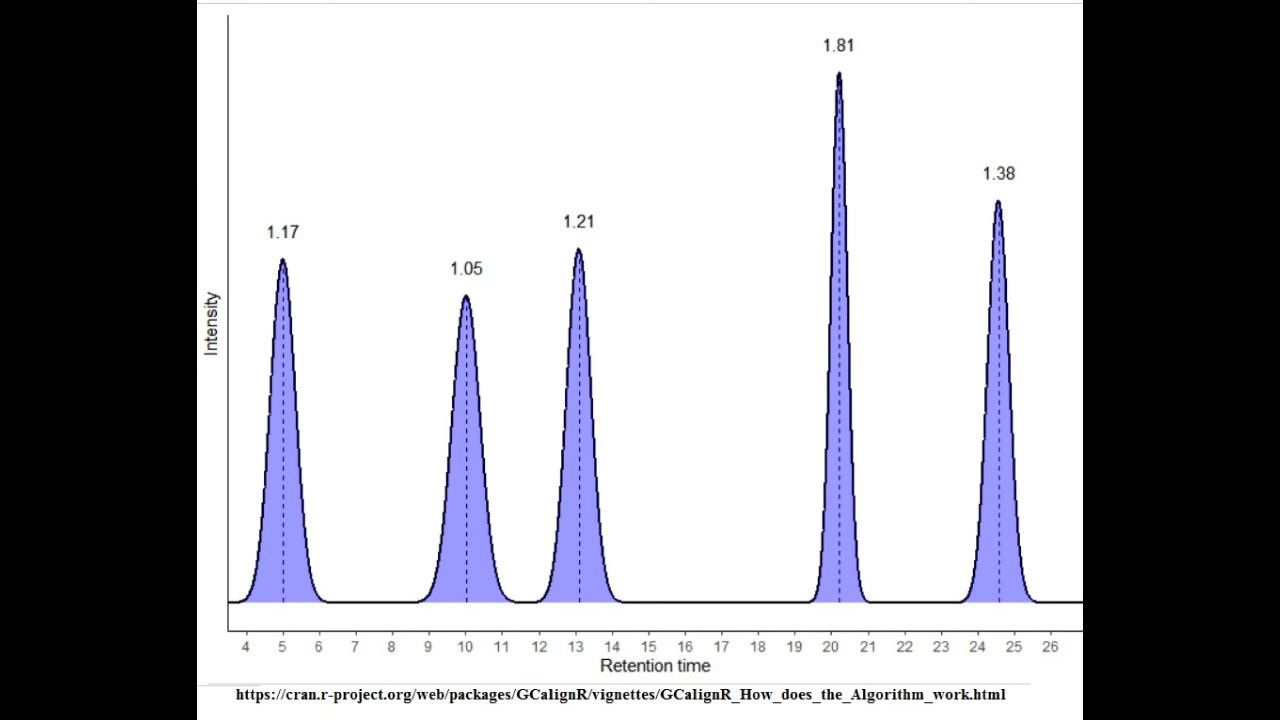 1.81
1.38
1.17
1.21
1.05
Intensity
4 5 6 7 8 9 10 11 12 13 14 15 16 17 18 19 20 21 22 23 24 25 26
Retention time
https://cran.r-project.org/web/packages/GCalignR/vignettes/GCalignR_How_does_the_Algorithm_work.html